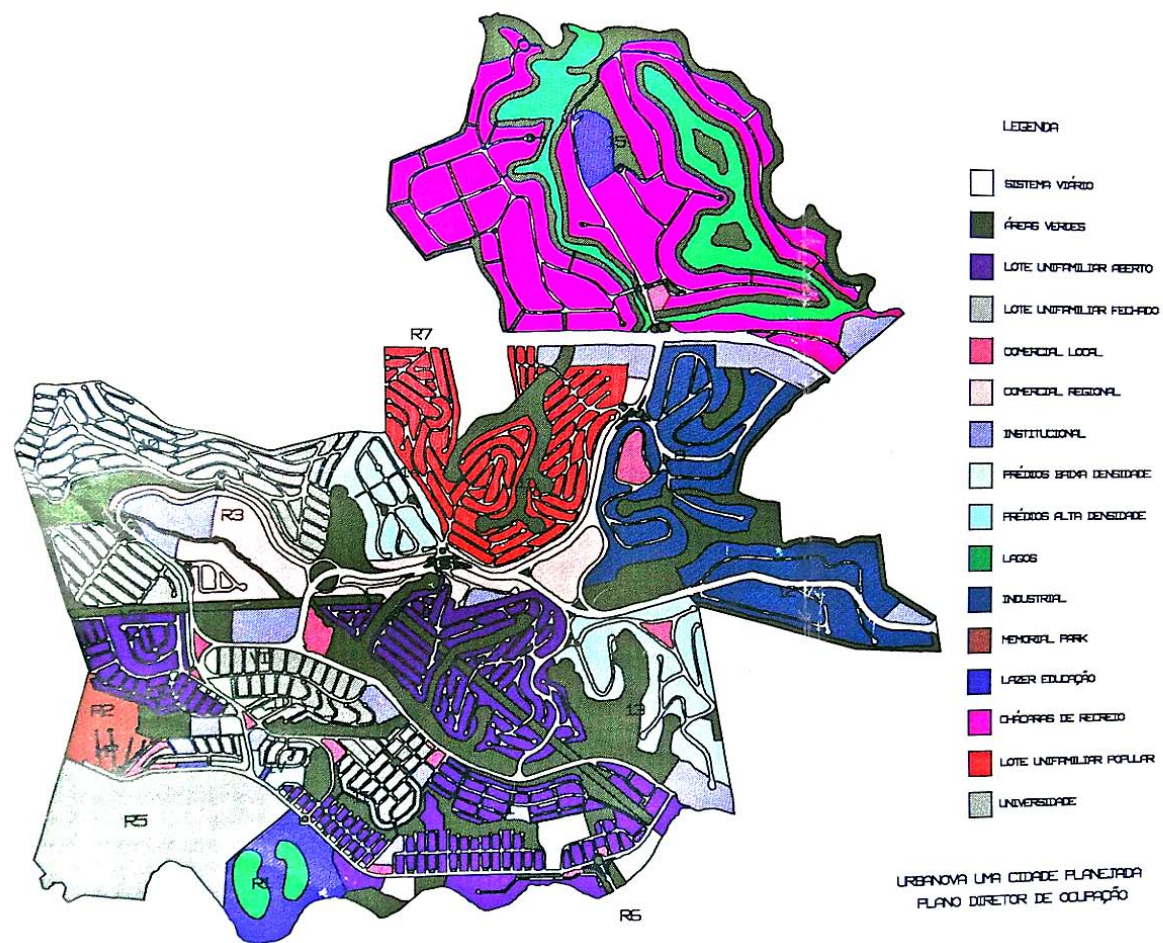 LEGENDA
SISTEMA VIÁRIO
ÁREAS VERDES
LOTE UNIFAMILIAR ABERTO
LOTE UNIFAMILIAR FECHADO
COMERCIAL LOCAL
COMERCIAL REGIONAL
INSTITUCIONAL
PRÉDIOS BAIXA DENSIDADE
PRÉDIOS ALTA DENSIDADE
LAGOS
INDUSTRIAL
MEMORIAL PARK
LAZER EDUCAÇÃO
CHÁCARAS DE RECREIO
LOTE UNIFAMILIAR POPULAR
UNIVERSIDADE
URBANOVA UMA CIDADE PLANEJADA
PLANO DIRETOR DE OCUPAÇÃO
15
R7
R3
R2
13
R5
R1
R6